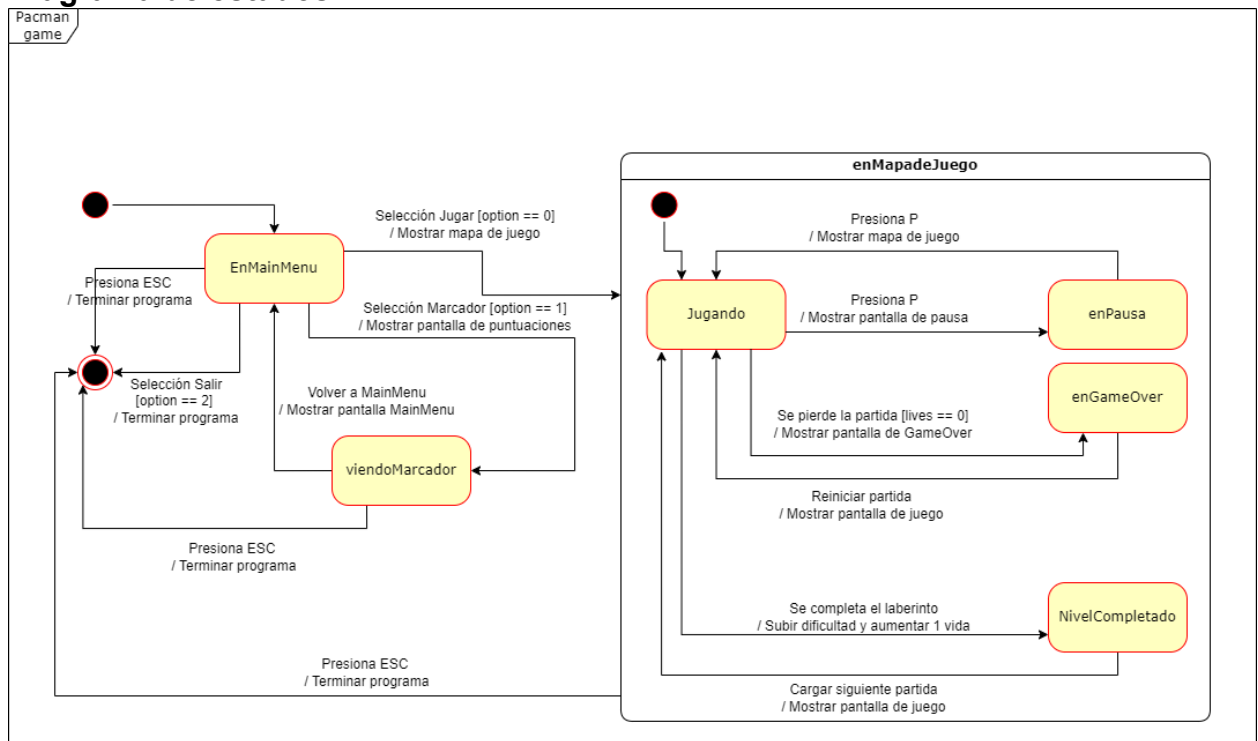 Pacman
game
enMapadeJuego
Selección Jugar [option == 0]
/ Mostrar mapa de juego
Presiona P
/ Mostrar mapa de juego
EnMainMenu
Presiona ESC
/ Terminar programa
Selección Marcador [option == 1]
/ Mostrar pantalla de puntuaciones
Jugando
Presiona P
/ Mostrar pantalla de pausa
enPausa
Selección Salir
[option == 2]
/ Terminar programa
Volver a MainMenu
/ Mostrar pantalla MainMenu
enGameOver
Se pierde la partida [lives == 0]
/ Mostrar pantalla de GameOver
viendoMarcador
Reiniciar partida
/ Mostrar pantalla de juego
Presiona ESC
/ Terminar programa
Se completa el laberinto
/ Subir dificultad y aumentar 1 vida
NivelCompletado
Presiona ESC
/ Terminar programa
Cargar siguiente partida
/ Mostrar pantalla de juego